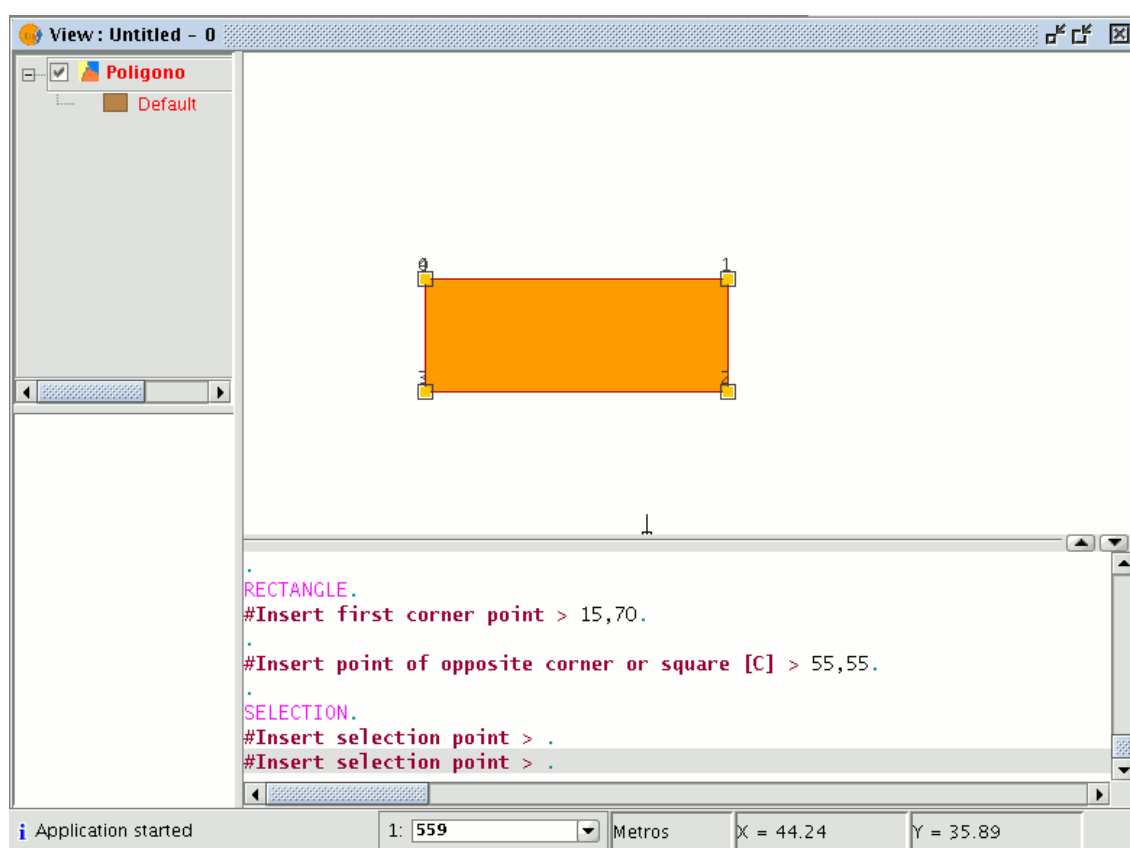 View : Untitled - 0
Poligono
Default
1
3
2
.
RECTANGLE.
#Insert first corner point > 15,70.
.
#Insert point of opposite corner or square [C] > 55,55.
.
SELECTION.
#Insert selection point > .
#Insert selection point > .
Application started
1: 559
Metros
X = 44.24
Y = 35.89